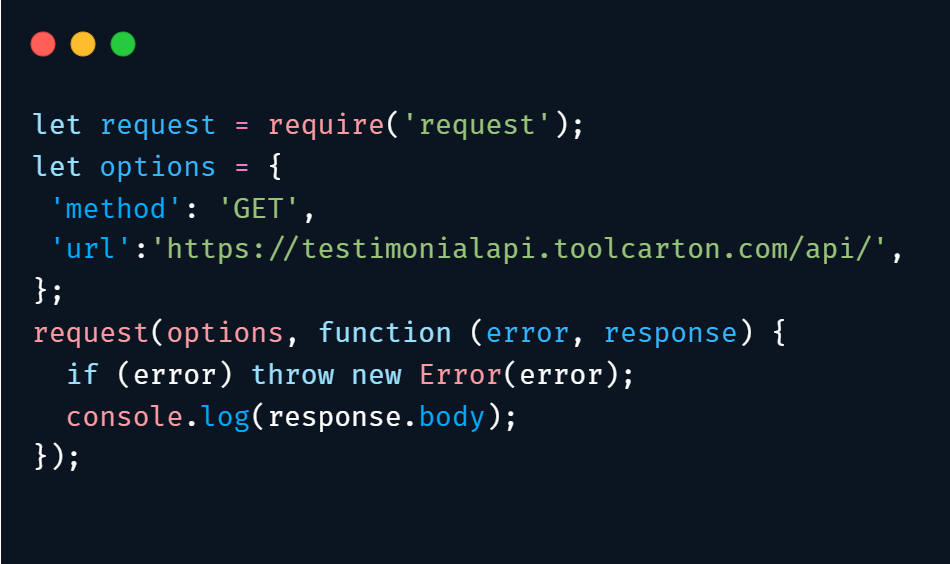 let request = require('request');
let options = {
 'method': 'GET',
 'url':'https://testimonialapi.toolcarton.com/api/',
};
request(options, function (error, response) {
  if (error) throw new Error(error);
  console.log(response.body);
});